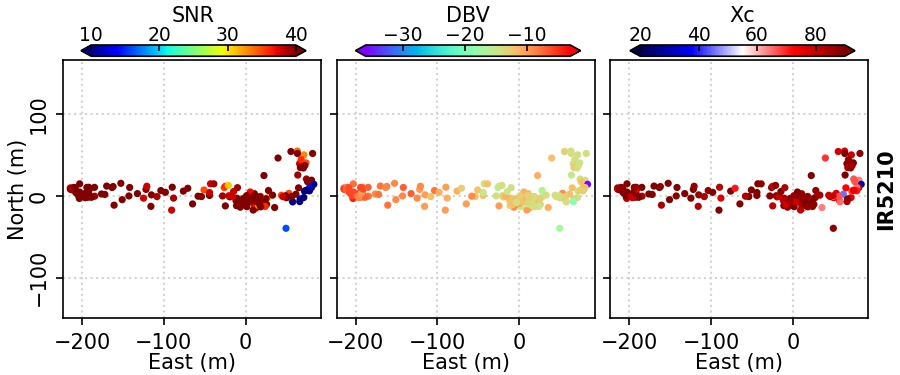 SNR
10 20 30 40
DBV
−30 −20 −10
Xc
20 40 60 80
North (m)
100
0
−100
−200 −100 0
East (m)
−200 −100 0
East (m)
−200 −100 0
East (m)
IR5210